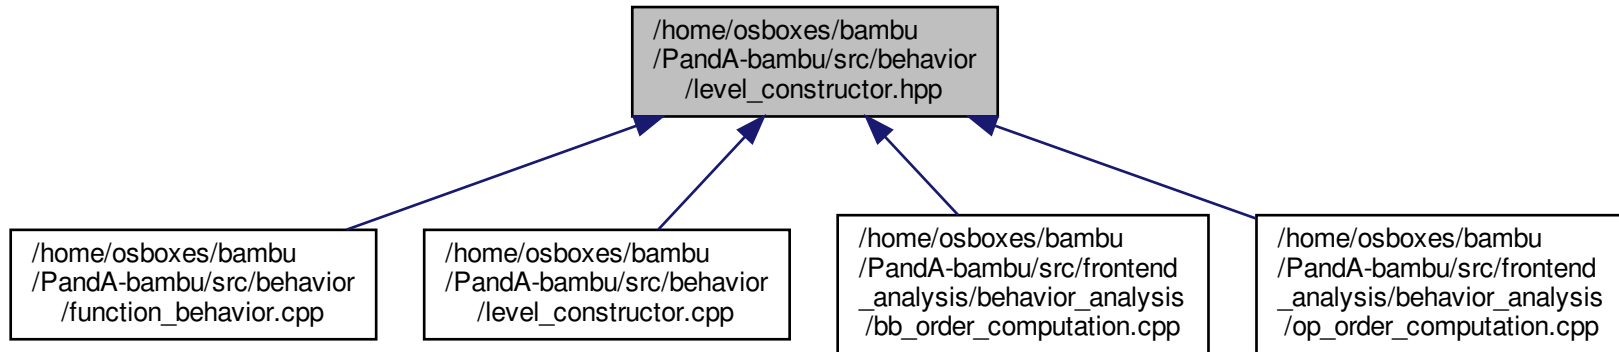 /home/osboxes/bambu
/PandA-bambu/src/behavior
/level_constructor.hpp
/home/osboxes/bambu
/PandA-bambu/src/behavior
/function_behavior.cpp
/home/osboxes/bambu
/PandA-bambu/src/behavior
/level_constructor.cpp
/home/osboxes/bambu
/PandA-bambu/src/frontend
_analysis/behavior_analysis
/bb_order_computation.cpp
/home/osboxes/bambu
/PandA-bambu/src/frontend
_analysis/behavior_analysis
/op_order_computation.cpp